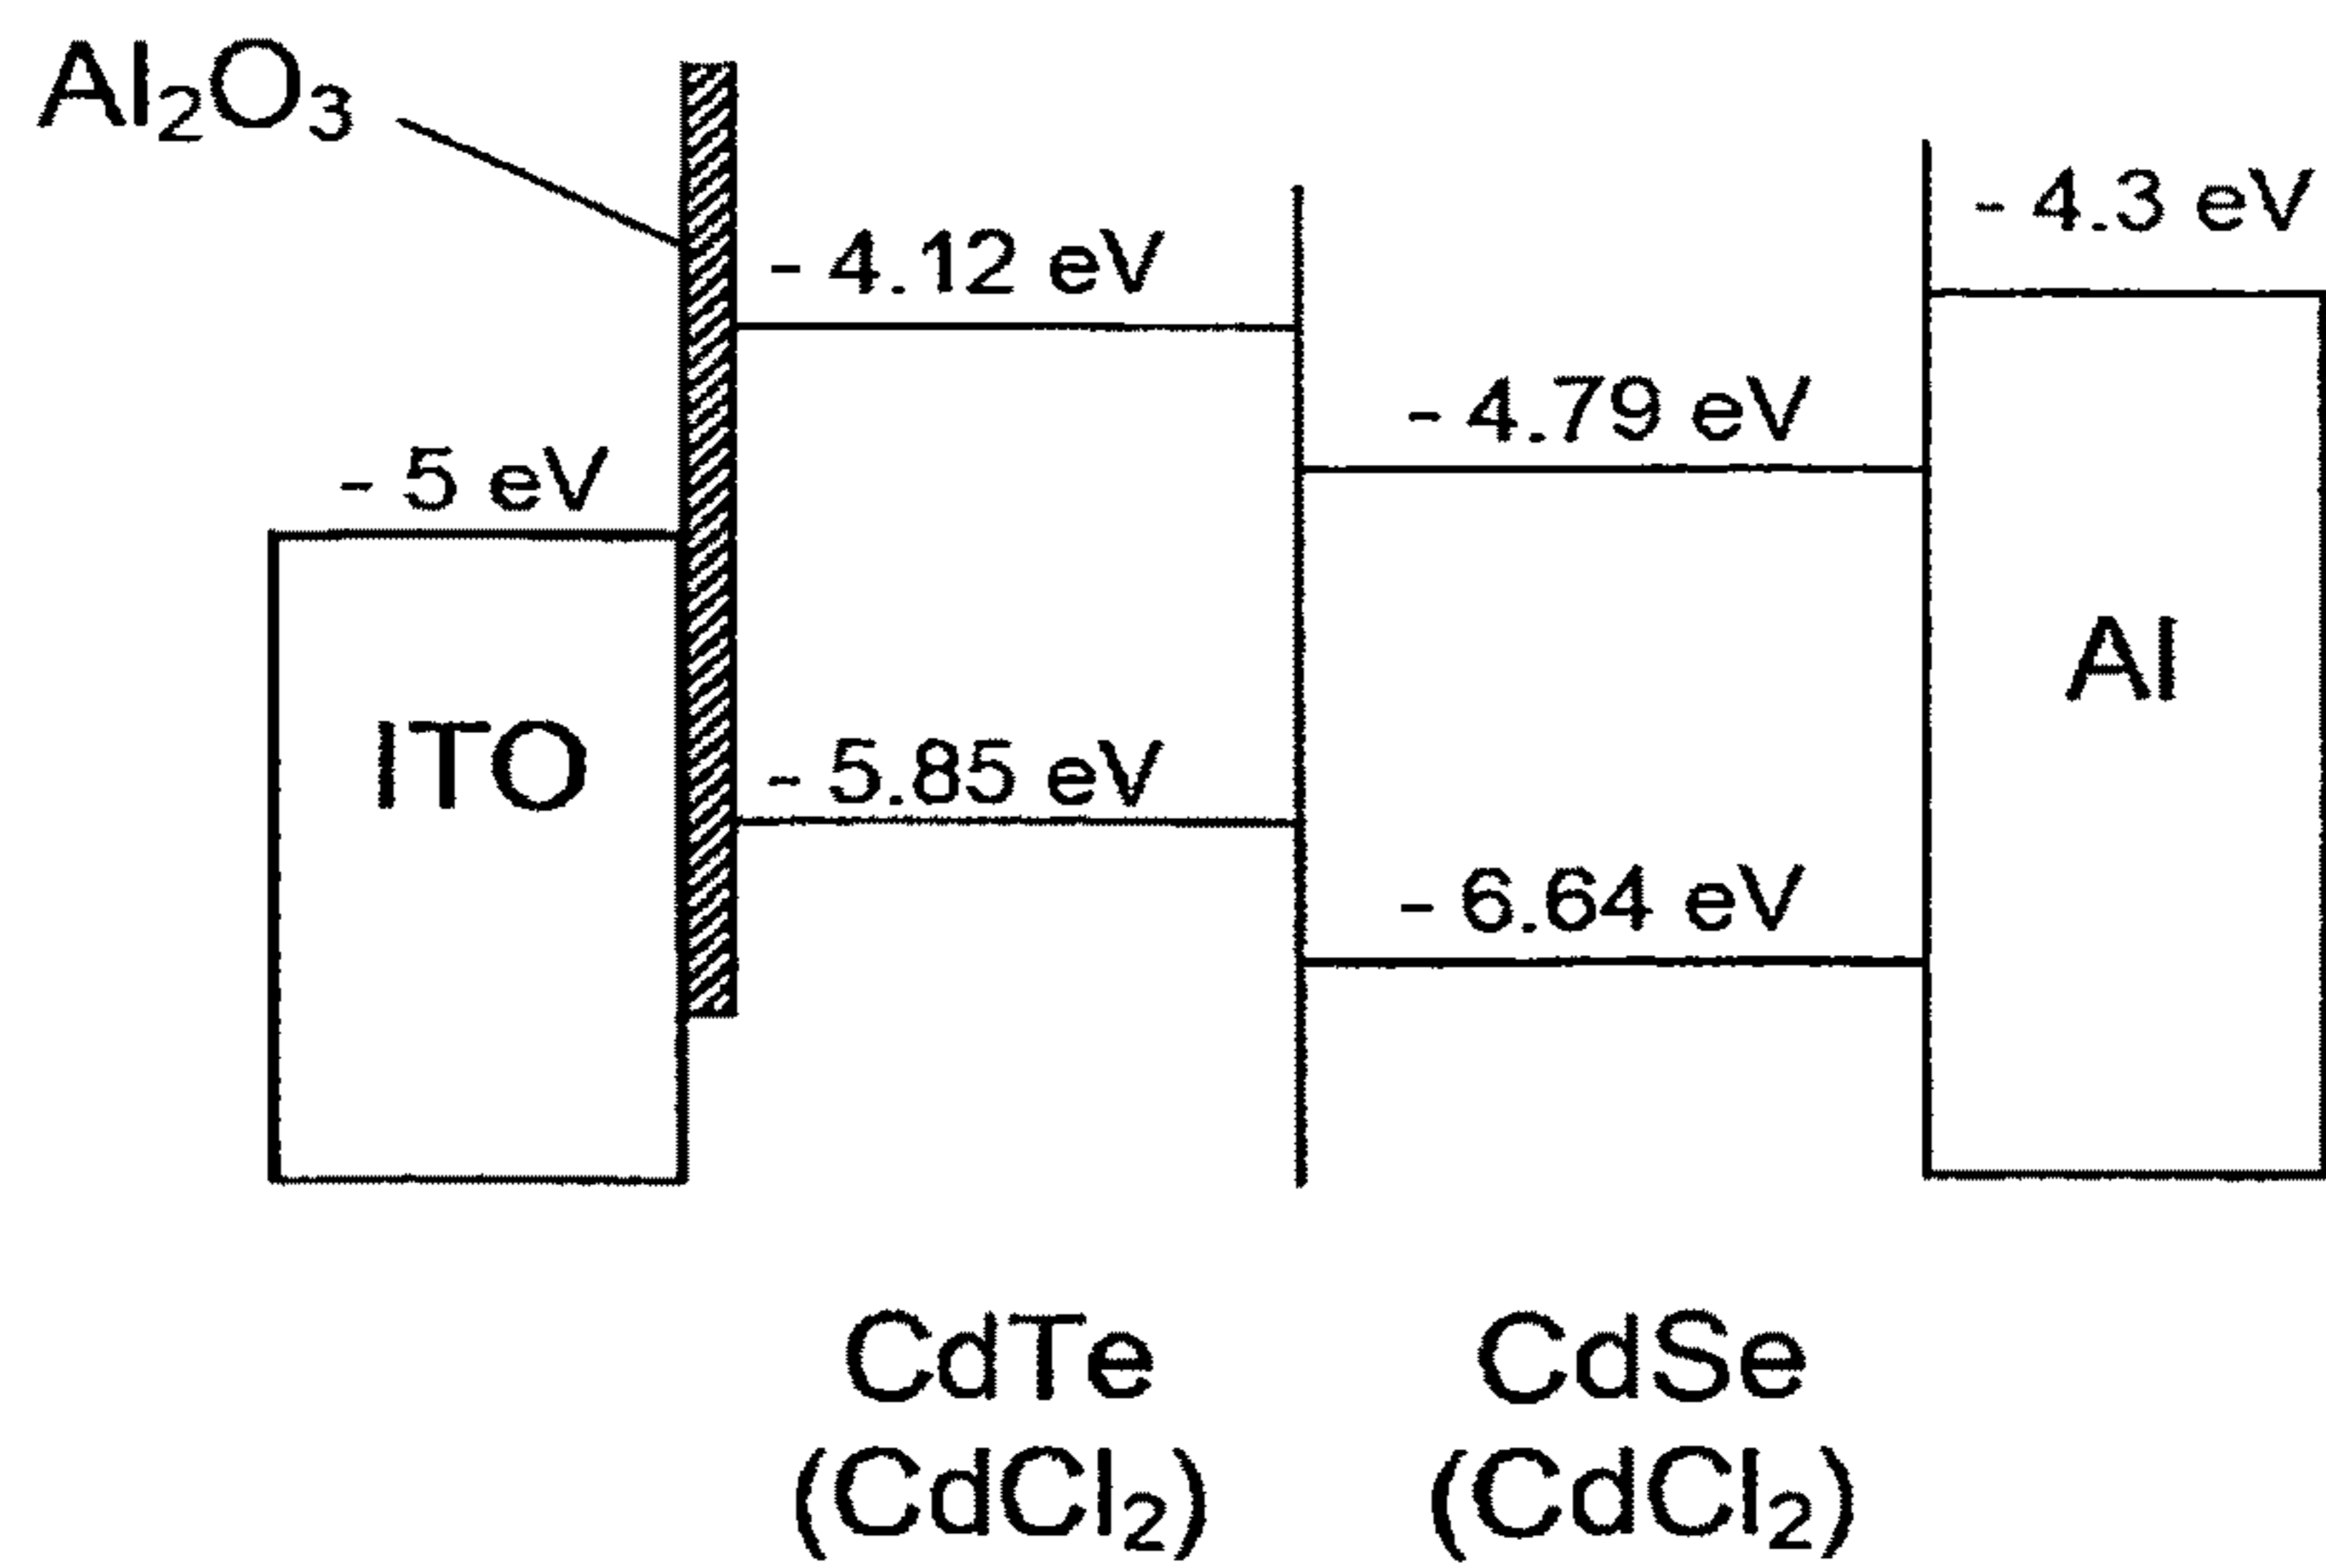 Al₂O₃
- 4.3 eV
- 4.12 eV
- 4.79 eV
- 5 eV
Al
ITO
- 5.85 eV
- 6.64 eV
CdTe
(CdCl₂)
CdSe
(CdCl₂)